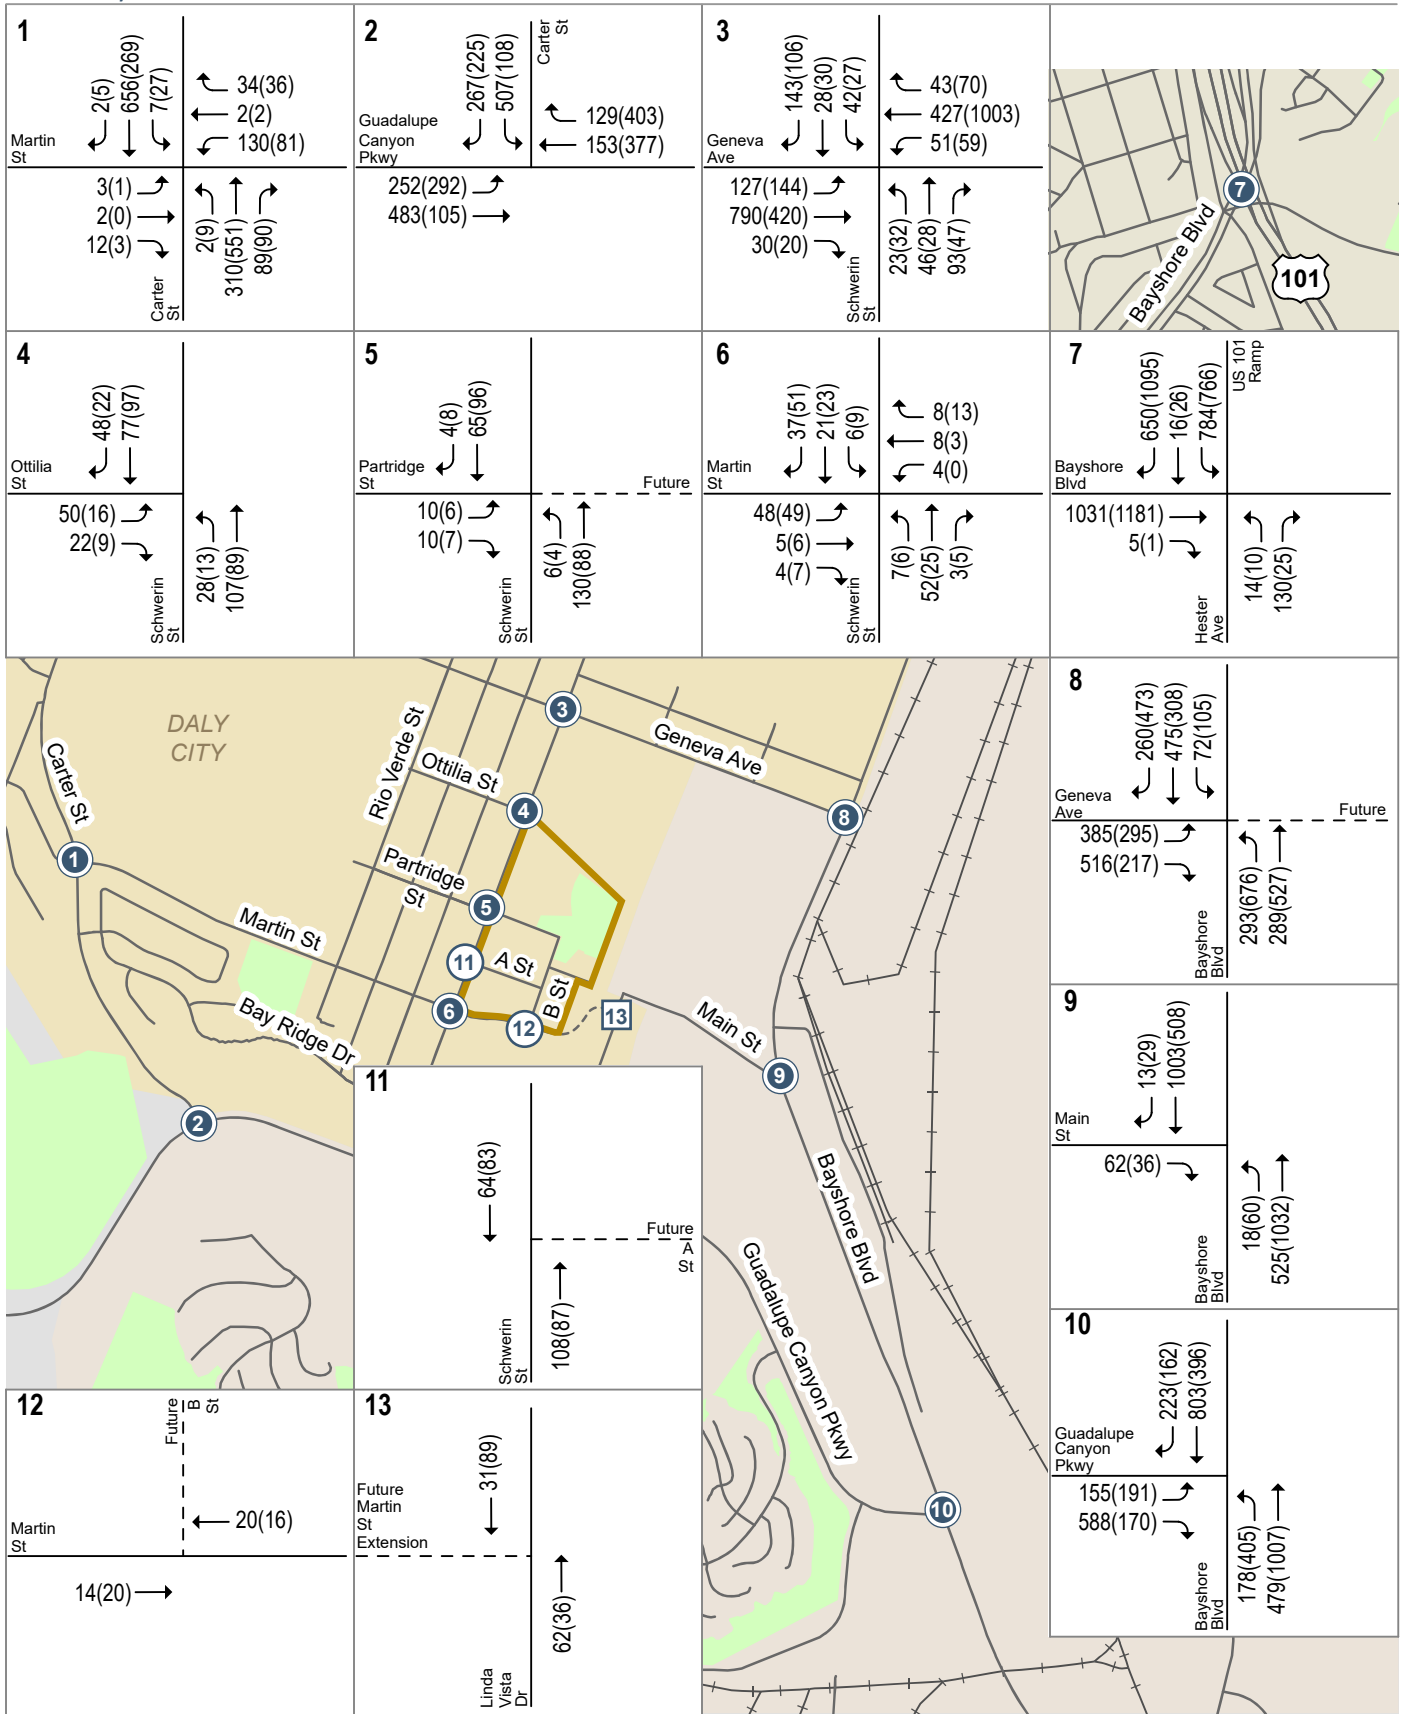 1
2(5)
656(269)
7(27)
34(36)
2(2)
130(81)
Martin
St
3(1)
2(0)
12(3)
2(9)
310(551)
89(90)
Carter
St
2
267(225)
507(108)
Carter
St
129(403)
153(377)
Guadalupe
Canyon
Pkwy
252(292)
483(105)
3
143(106)
28(30)
42(27)
43(70)
427(1003)
51(59)
Geneva
Ave
127(144)
790(420)
30(20)
23(32)
46(28)
93(47)
Schwerin
St
7
Bayshore Blvd
101
4
48(22)
77(97)
Ottilia
St
50(16)
22(9)
28(13)
107(89)
Schwerin
St
5
4(8)
65(96)
Partridge
St
Future
10(6)
10(7)
6(4)
130(88)
Schwerin
St
6
37(51)
21(23)
6(9)
8(13)
8(3)
4(0)
Martin
St
48(49)
5(6)
4(7)
7(6)
52(25)
3(5)
Schwerin
St
7
650(1095)
16(26)
784(766)
US 101
Ramp
Bayshore
Blvd
1031(1181)
5(1)
14(10)
130(25)
Hester
Ave
DALY
CITY
Carter St
Rio Verde St
Ottilia St
Geneva Ave
Partridge
St
Martin St
A St
B St
Bay Ridge Dr
Main St
Bayshore Blvd
Guadalupe Canyon Pkwy
3
4
8
1
5
11
6
12
13
9
2
10
8
260(473)
475(308)
72(105)
Geneva
Ave
Future
385(295)
516(217)
293(676)
289(527)
Bayshore
Blvd
9
13(29)
1003(508)
Main
St
62(36)
18(60)
525(1032)
Bayshore
Blvd
10
223(162)
803(396)
Guadalupe
Canyon
Pkwy
155(191)
588(170)
178(405)
479(1007)
Bayshore
Blvd
11
64(83)
Future
A
St
108(87)
Schwerin
St
12
Future
B
St
20(16)
Martin
St
14(20)
13
31(89)
Future
Martin
St
Extension
62(36)
Linda
Vista
Dr